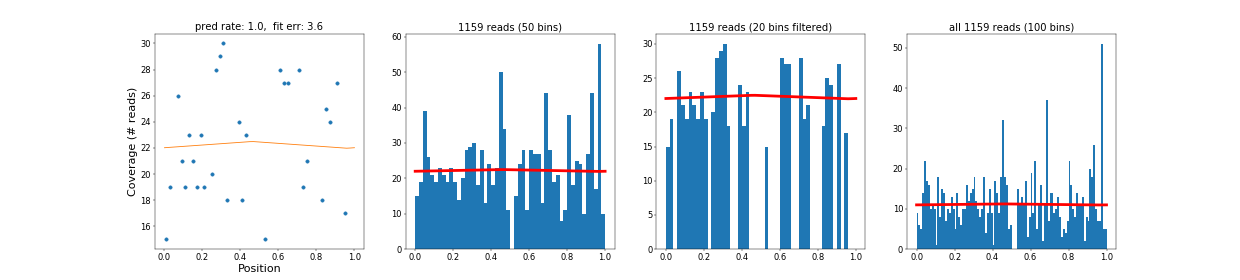 pred rate: 1.0, fit err: 3.6
Coverage (# reads)
30
28
26
24
22
20
18
16
0.0 0.2 0.4 0.6 0.8 1.0
Position
1159 reads (50 bins)
60
50
40
30
20
10
0
0.0 0.2 0.4 0.6 0.8 1.0
1159 reads (20 bins filtered)
30
25
20
15
10
5
0
0.0 0.2 0.4 0.6 0.8 1.0
all 1159 reads (100 bins)
50
40
30
20
10
0
0.0 0.2 0.4 0.6 0.8 1.0